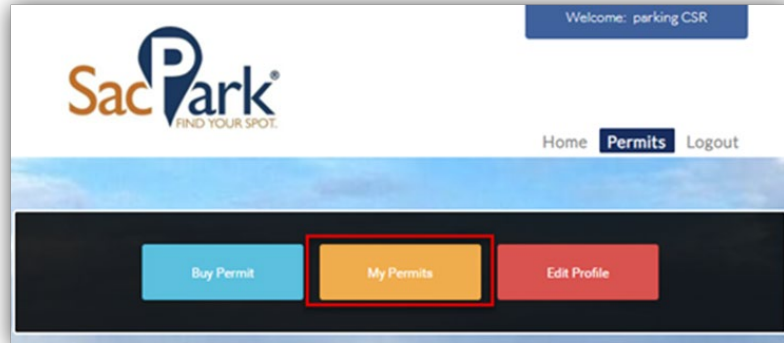 Welcome: parking CSR
SacPark®
FIND YOUR SPOT.
Home Permits Logout
Buy Permit My Permits Edit Profile